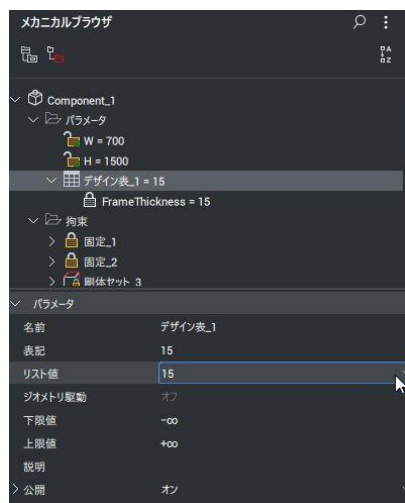 メカニカルブラウザ
Component_1
パラメータ
W = 700
H = 1500
デザイン表_1 = 15
FrameThickness = 15
拘束
固定_1
固定_2
剛体セット_3
パラメータ
名前 デザイン表_1
表記 15
リスト値 15
ジオメトリ駆動 オフ
下限値 -∞
上限値 +∞
説明
公開 オン